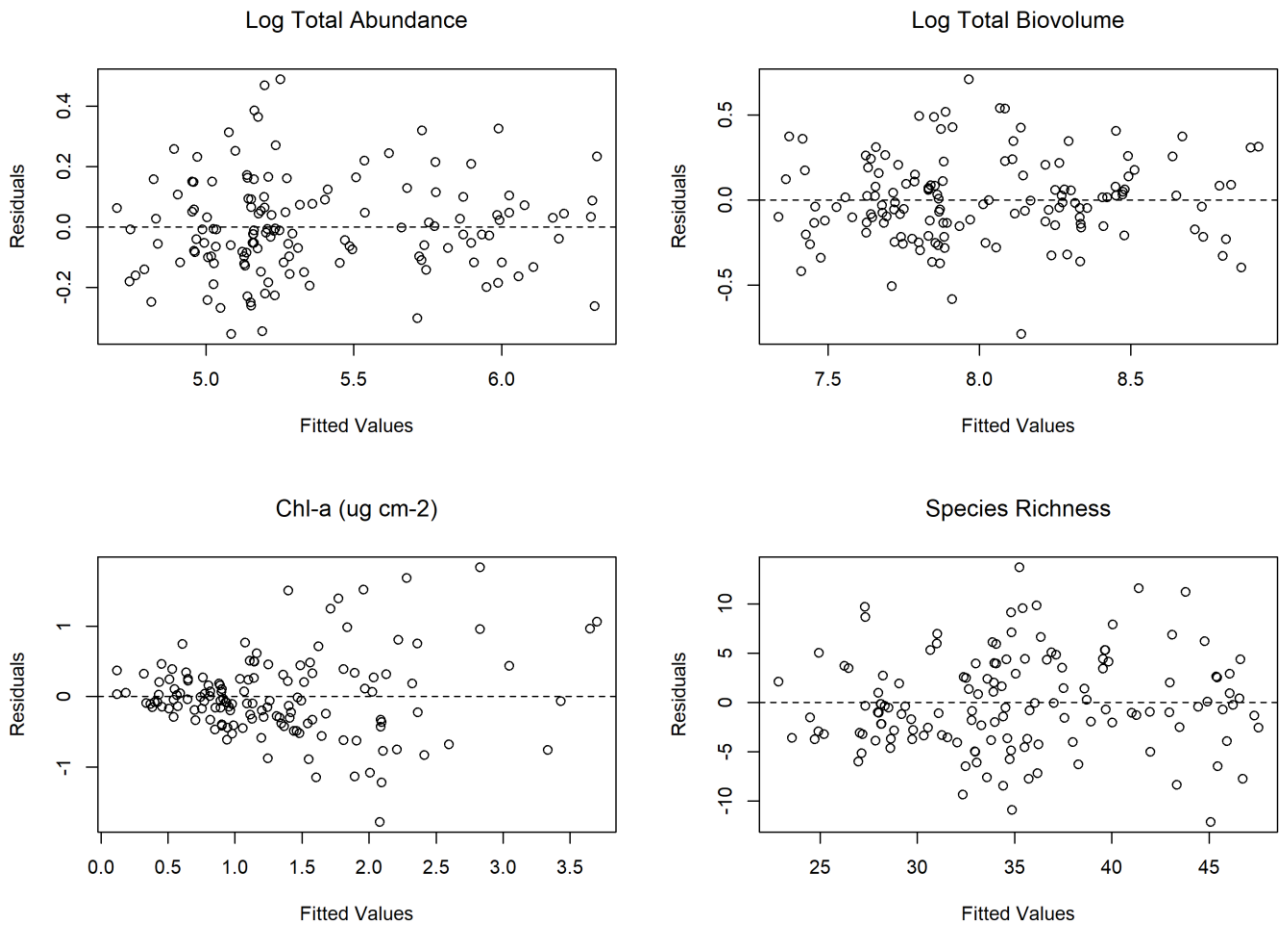 Log Total Abundance
Residuals
0.4
0.2
0.0
-0.2
5.0 5.5 6.0
Fitted Values
Log Total Biovolume
Residuals
0.5
0.0
-0.5
7.5 8.0 8.5
Fitted Values
Chl-a (ug cm-2)
Residuals
1
0
-1
0.0 0.5 1.0 1.5 2.0 2.5 3.0 3.5
Fitted Values
Species Richness
Residuals
10
5
0
-5
-10
25 30 35 40 45
Fitted Values